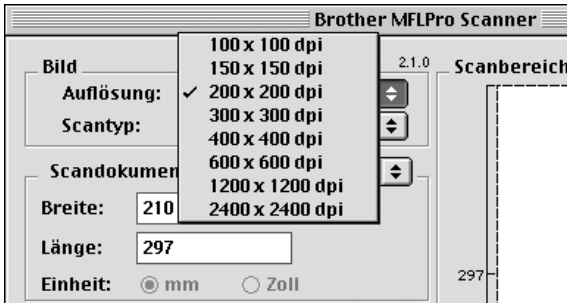 Brother MFLPro Scanner
Bild
2.1.0
Scanbereich
Auflösung:
100 x 100 dpi
150 x 150 dpi
✓ 200 x 200 dpi
300 x 300 dpi
400 x 400 dpi
600 x 600 dpi
1200 x 1200 dpi
2400 x 2400 dpi
Scantyp:
Breite: 210
Länge: 297
Einheit: mm Zoll
297